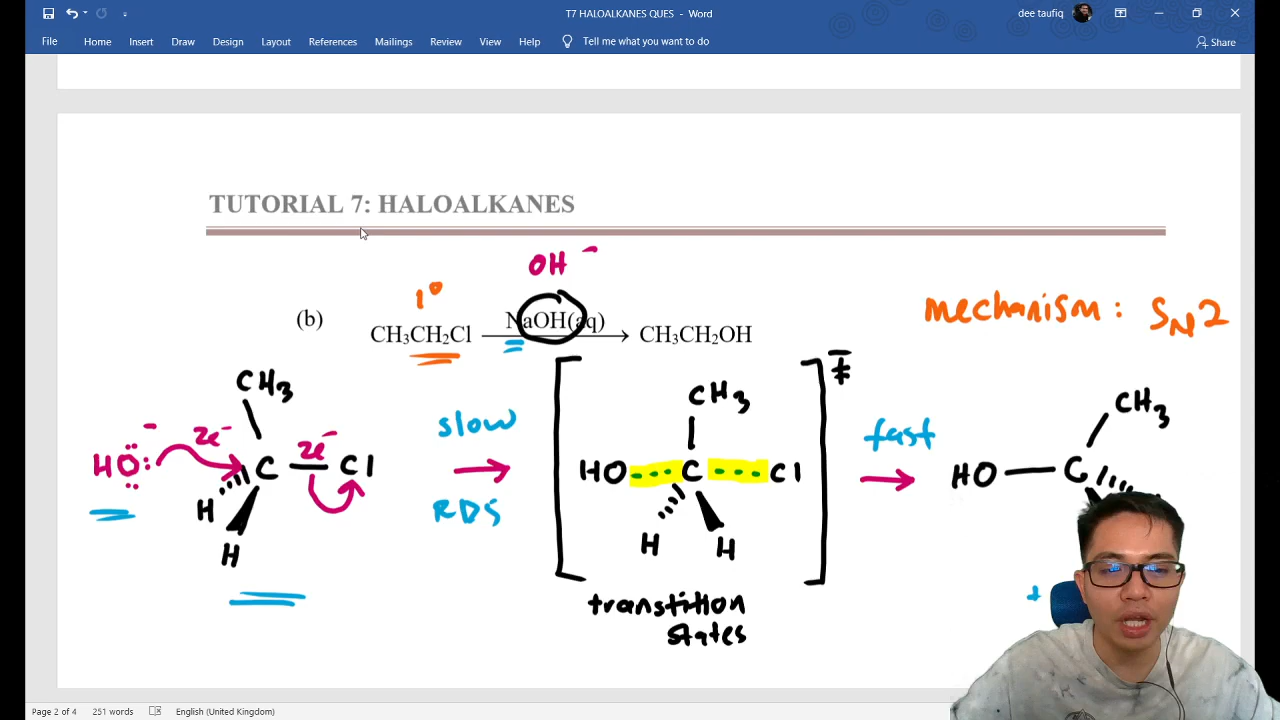 T7 HALOALKANES QUES - Word
dee taufiq
File Home Insert Draw Design Layout References Mailings Review View Help Tell me what you want to do Share
TUTORIAL 7: HALOALKANES
OH⁻
1°
(b) CH₃CH₂Cl NaOH(aq) CH₃CH₂OH
mechanism: SN2
CH₃
HO:⁻ 2e⁻ C 2e⁻ Cl
H
H
slow
RDS
CH₃
HO C Cl
H H
‡
transtition
states
fast
CH₃
HO C
+
Page 2 of 4 251 words English (United Kingdom)